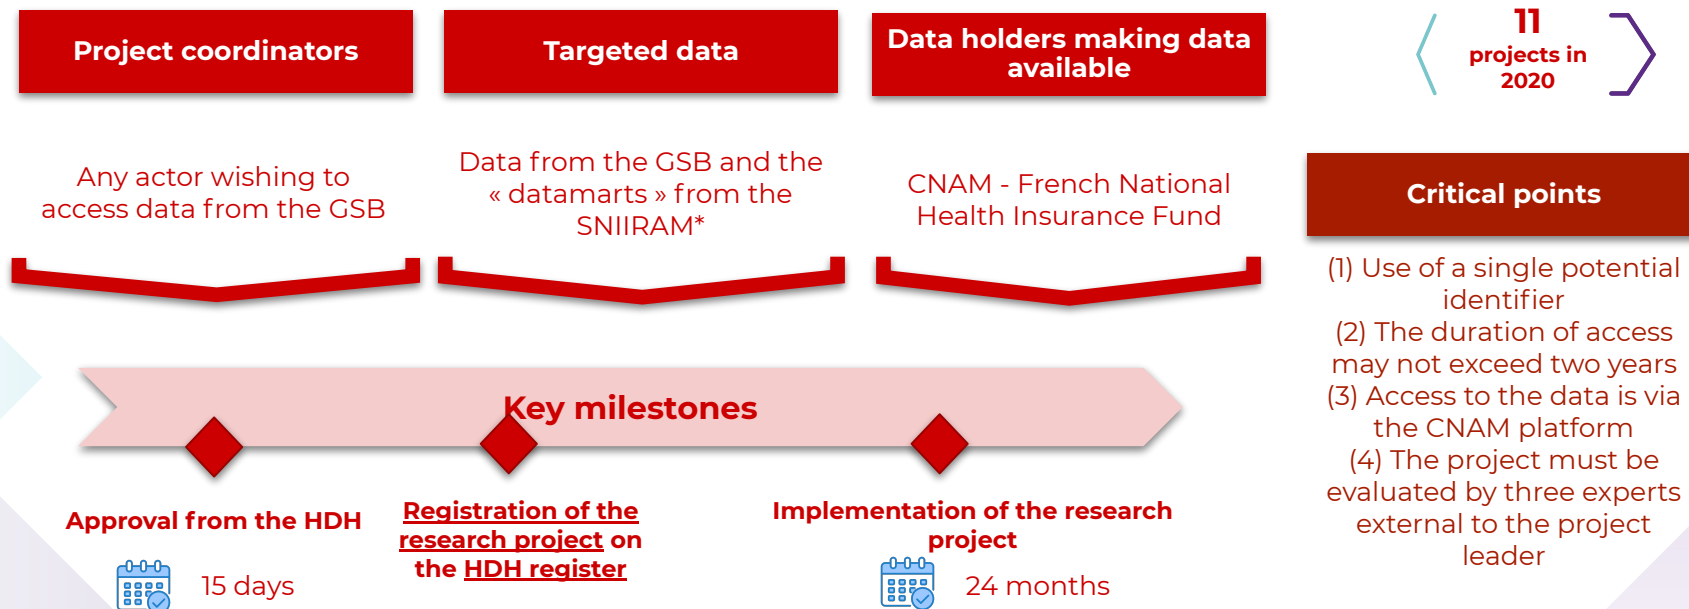 Project coordinators
Targeted data
Data holders making data
available
11
projects in
2020
Any actor wishing to
access data from the GSB
Data from the GSB and the
« datamarts » from the
SNIIRAM*
CNAM - French National
Health Insurance Fund
Critical points
(1) Use of a single potential
identifier
(2) The duration of access
may not exceed two years
(3) Access to the data is via
the CNAM platform
(4) The project must be
evaluated by three experts
external to the project
leader
Key milestones
Approval from the HDH
15 days
Registration of the
research project on
the HDH register
Implementation of the research
project
24 months